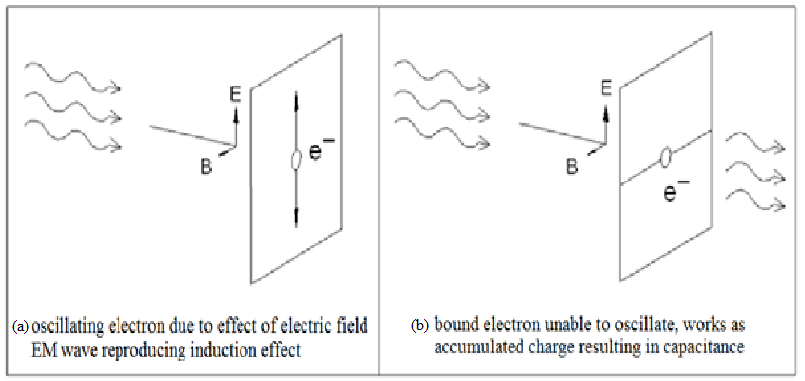 E
B
e−
(a) oscillating electron due to effect of electric field
EM wave reproducing induction effect
E
B
e−
(b) bound electron unable to oscillate, works as
accumulated charge resulting in capacitance